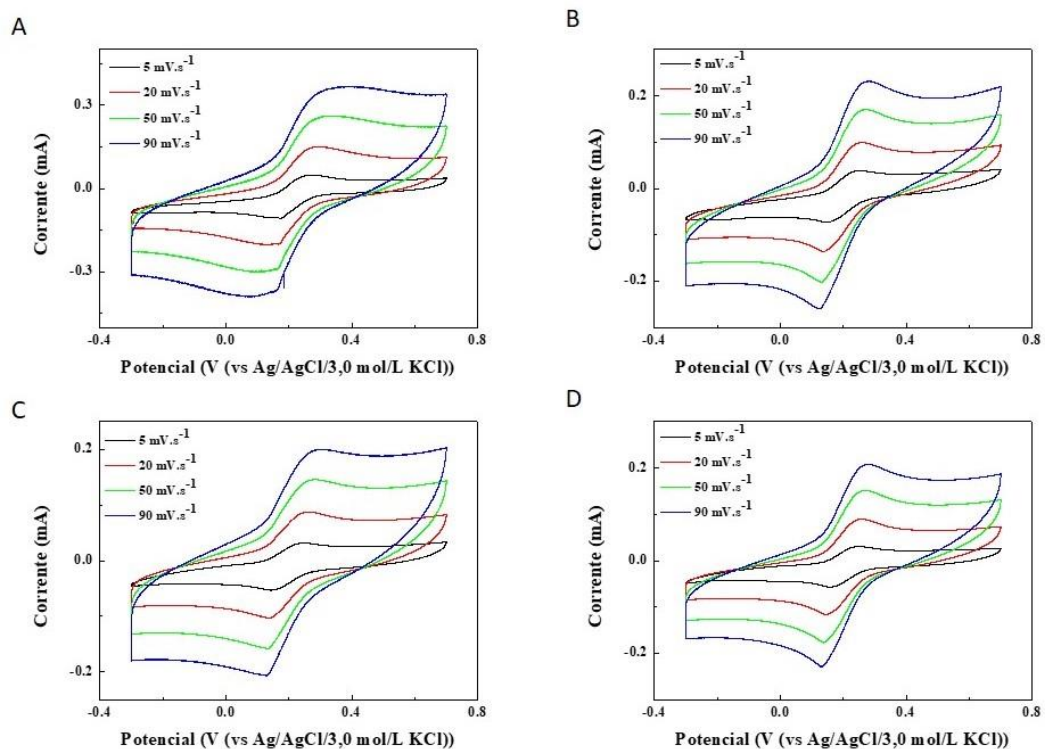 A
5 mV.s-1
20 mV.s-1
50 mV.s-1
90 mV.s-1
0.3
0.0
-0.3
-0.4
0.0
0.4
0.8
Corrente (mA)
Potencial (V (vs Ag/AgCl/3,0 mol/L KCl))
B
5 mV.s-1
20 mV.s-1
50 mV.s-1
90 mV.s-1
0.2
0.0
-0.2
-0.4
0.0
0.4
0.8
Corrente (mA)
Potencial (V (vs Ag/AgCl/3,0 mol/L KCl))
C
5 mV.s-1
20 mV.s-1
50 mV.s-1
90 mV.s-1
0.2
0.0
-0.2
-0.4
0.0
0.4
0.8
Corrente (mA)
Potencial (V (vs Ag/AgCl/3,0 mol/L KCl))
D
5 mV.s-1
20 mV.s-1
50 mV.s-1
90 mV.s-1
0.2
0.0
-0.2
-0.4
0.0
0.4
0.8
Corrente (mA)
Potencial (V (vs Ag/AgCl/3,0 mol/L KCl))